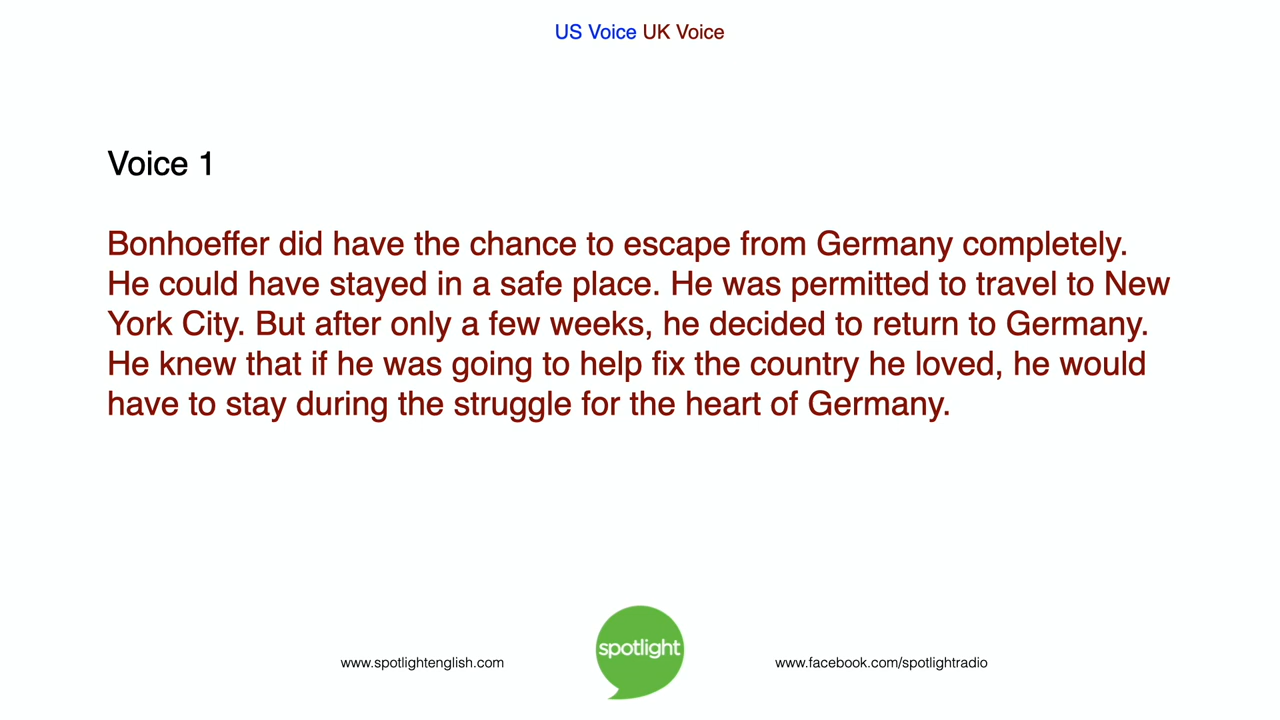 US Voice UK Voice
Voice 1
Bonhoeffer did have the chance to escape from Germany completely.
He could have stayed in a safe place. He was permitted to travel to New
York City. But after only a few weeks, he decided to return to Germany.
He knew that if he was going to help fix the country he loved, he would
have to stay during the struggle for the heart of Germany.
www.spotlightenglish.com
spotlight
www.facebook.com/spotlightradio